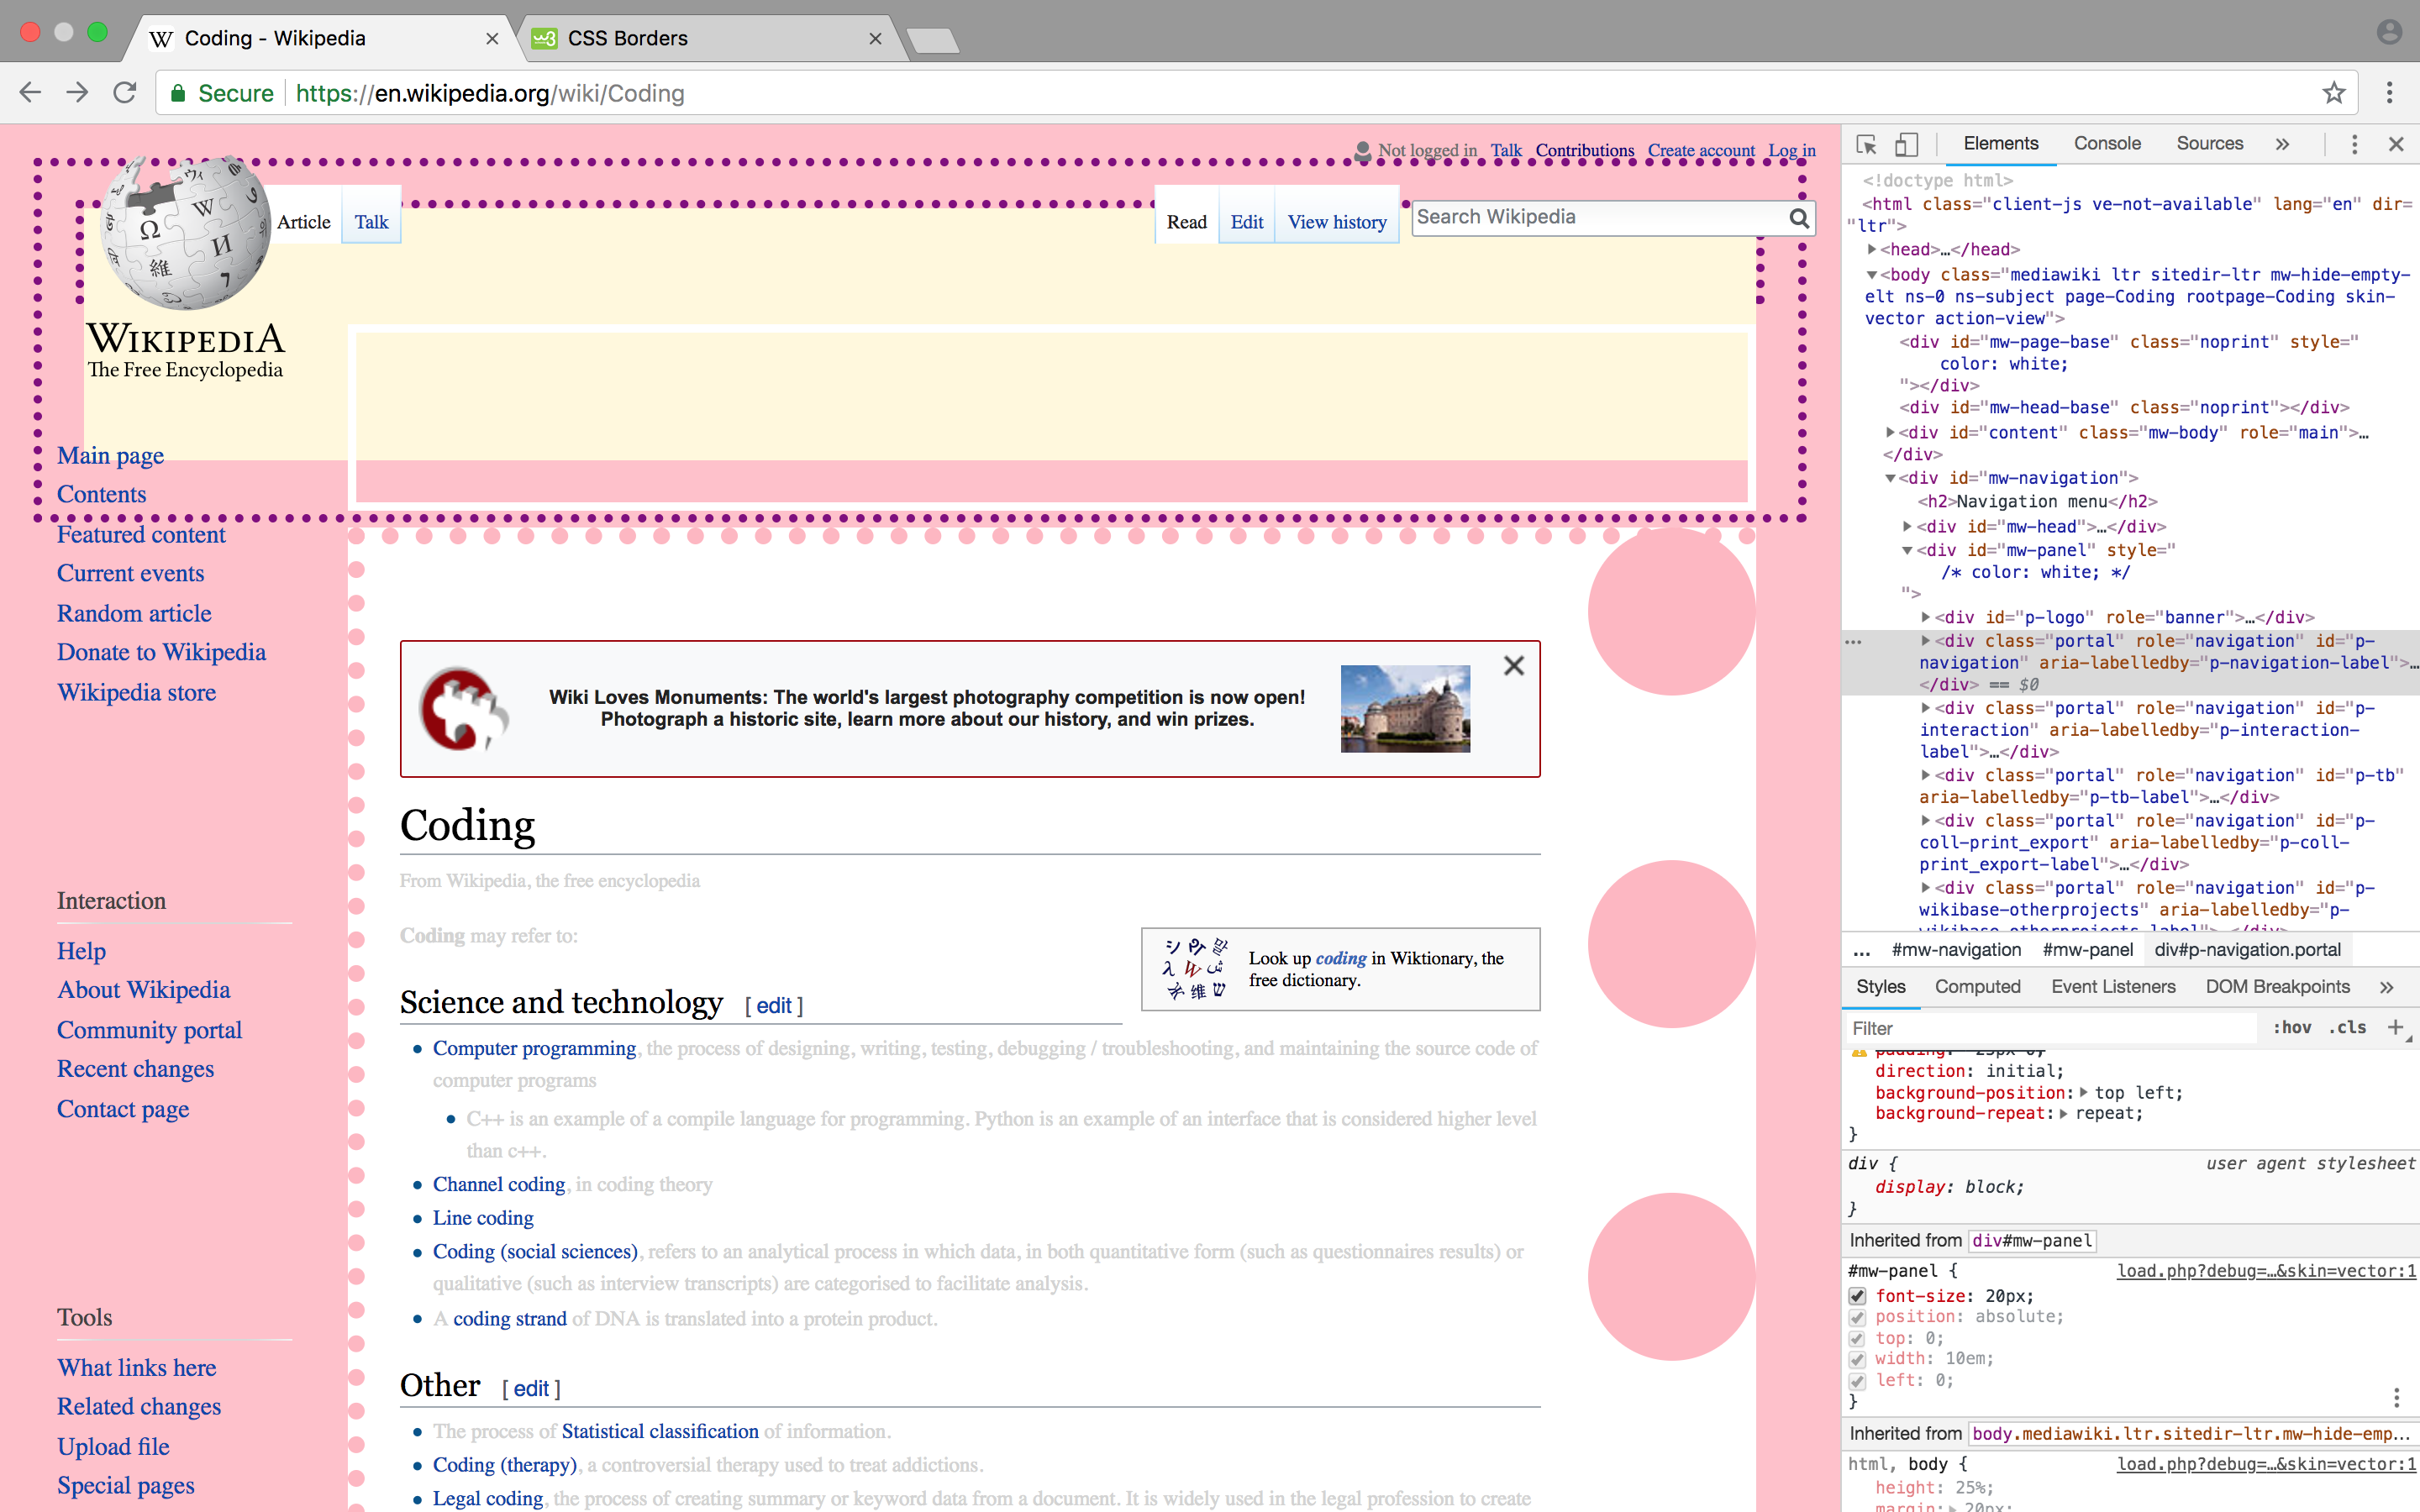 Coding - Wikipedia
CSS Borders
Secure
https://en.wikipedia.org/wiki/Coding
Not logged in Talk Contributions Create account Log in
Article Talk
Read Edit View history
Search Wikipedia
WIKIPEDIA
The Free Encyclopedia
Main page
Contents
Featured content
Current events
Random article
Donate to Wikipedia
Wikipedia store
Interaction
Help
About Wikipedia
Community portal
Recent changes
Contact page
Tools
What links here
Related changes
Upload file
Special pages
Wiki Loves Monuments: The world's largest photography competition is now open!
Photograph a historic site, learn more about our history, and win prizes.
Coding
From Wikipedia, the free encyclopedia
Coding may refer to:
Look up coding in Wiktionary, the
free dictionary.
Science and technology [ edit ]
Computer programming, the process of designing, writing, testing, debugging / troubleshooting, and maintaining the source code of
computer programs
C++ is an example of a compile language for programming. Python is an example of an interface that is considered higher level
than c++.
Channel coding, in coding theory
Line coding
Coding (social sciences), refers to an analytical process in which data, in both quantitative form (such as questionnaires results) or
qualitative (such as interview transcripts) are categorised to facilitate analysis.
A coding strand of DNA is translated into a protein product.
Other [ edit ]
The process of Statistical classification of information.
Coding (therapy), a controversial therapy used to treat addictions.
Legal coding, the process of creating summary or keyword data from a document. It is widely used in the legal profession to create
Elements Console Sources »
<!doctype html>
<html class="client-js ve-not-available" lang="en" dir=
"ltr">
<head>…</head>
<body class="mediawiki ltr sitedir-ltr mw-hide-empty-
elt ns-0 ns-subject page-Coding rootpage-Coding skin-
vector action-view">
<div id="mw-page-base" class="noprint" style="
color: white;
"></div>
<div id="mw-head-base" class="noprint"></div>
<div id="content" class="mw-body" role="main">…
</div>
<div id="mw-navigation">
<h2>Navigation menu</h2>
<div id="mw-head">…</div>
<div id="mw-panel" style="
/* color: white; */
">
<div id="p-logo" role="banner">…</div>
<div class="portal" role="navigation" id="p-
navigation" aria-labelledby="p-navigation-label">…
</div> == $0
<div class="portal" role="navigation" id="p-
interaction" aria-labelledby="p-interaction-
label">…</div>
<div class="portal" role="navigation" id="p-tb"
aria-labelledby="p-tb-label">…</div>
<div class="portal" role="navigation" id="p-
coll-print_export" aria-labelledby="p-coll-
print_export-label">…</div>
<div class="portal" role="navigation" id="p-
wikibase-otherprojects" aria-labelledby="p-
wikibase-otherprojects-label">…</div>
... #mw-navigation #mw-panel div#p-navigation.portal
Styles Computed Event Listeners DOM Breakpoints »
Filter :hov .cls +
padding: 25px 0;
direction: initial;
background-position: top left;
background-repeat: repeat;
}
div { user agent stylesheet
display: block;
}
Inherited from div#mw-panel
#mw-panel { load.php?debug=…&skin=vector:1
font-size: 20px;
position: absolute;
top: 0;
width: 10em;
left: 0;
}
Inherited from body.mediawiki.ltr.sitedir-ltr.mw-hide-emp...
html, body { load.php?debug=…&skin=vector:1
height: 25%;
margin: 20px;